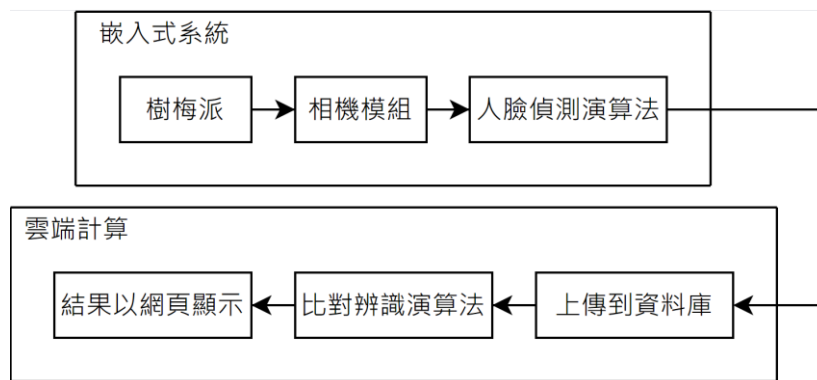 嵌入式系統
樹梅派
相機模組
人臉偵測演算法
雲端計算
結果以網頁顯示
比對辨識演算法
上傳到資料庫